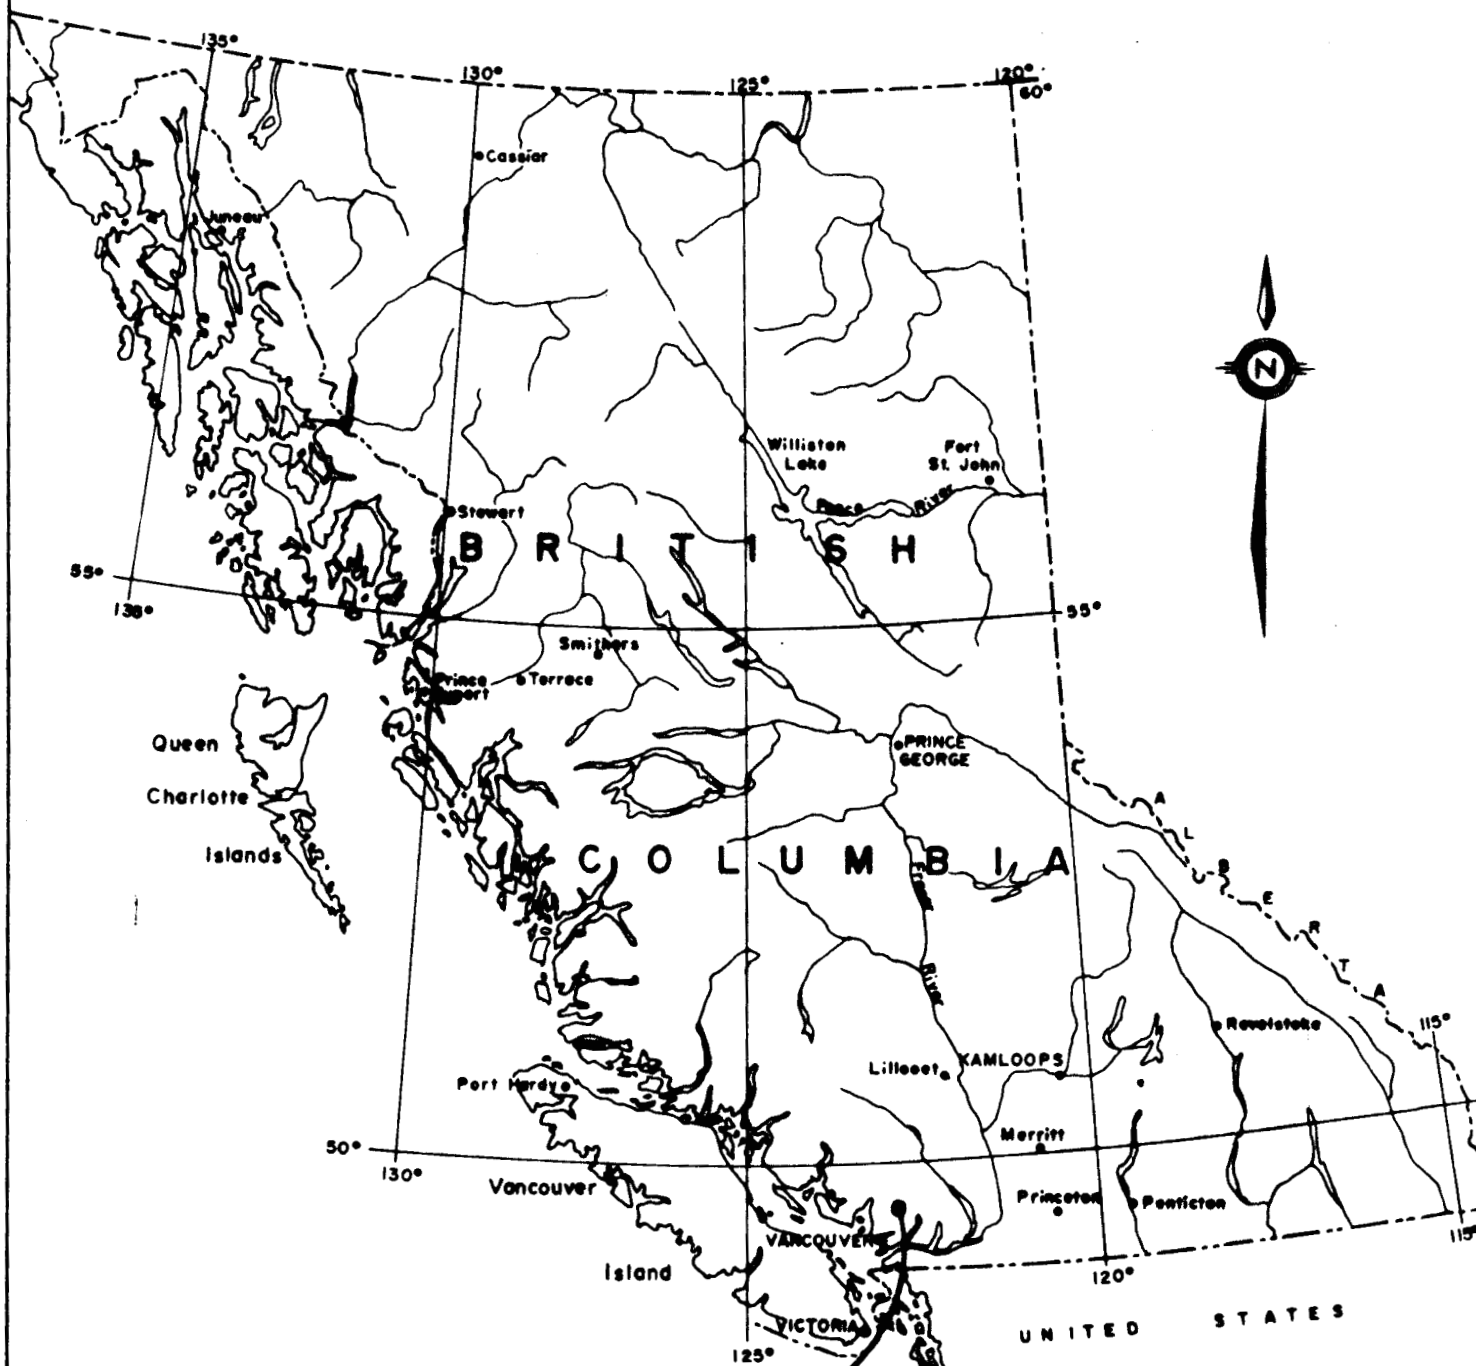 135°
130°
125°
120°
60°
Cassiar
Juneau
N
Williston
Lake
Fort
St. John
Peace River
Stewart
BRITISH
55°
135°
55°
Smithers
Terrace
Prince
Rupert
Queen
Charlotte
Islands
PRINCE
GEORGE
ALBERTA
COLUMBIA
Fraser
River
Revelstoke
115°
Lillooet
KAMLOOPS
Port Hardy
Merritt
50°
130°
Vancouver
Island
Princeton
Penticton
VANCOUVER
120°
115°
VICTORIA
UNITED STATES
125°